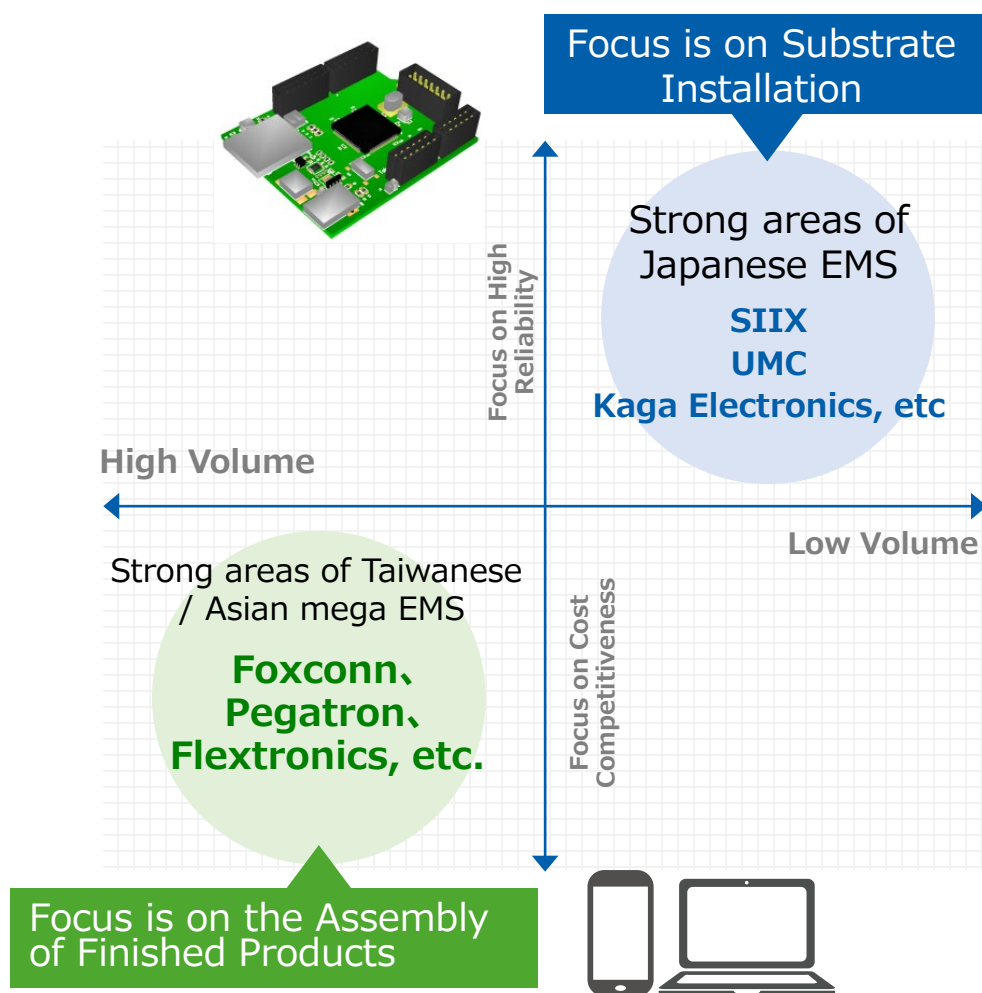 Focus is on Substrate
Installation
Strong areas of
Japanese EMS
SIIX
UMC
Kaga Electronics, etc
Focus on High
Reliability
High Volume
Low Volume
Strong areas of Taiwanese
/ Asian mega EMS
Foxconn、
Pegatron、
Flextronics, etc.
Focus on Cost
Competitiveness
Focus is on the Assembly
of Finished Products